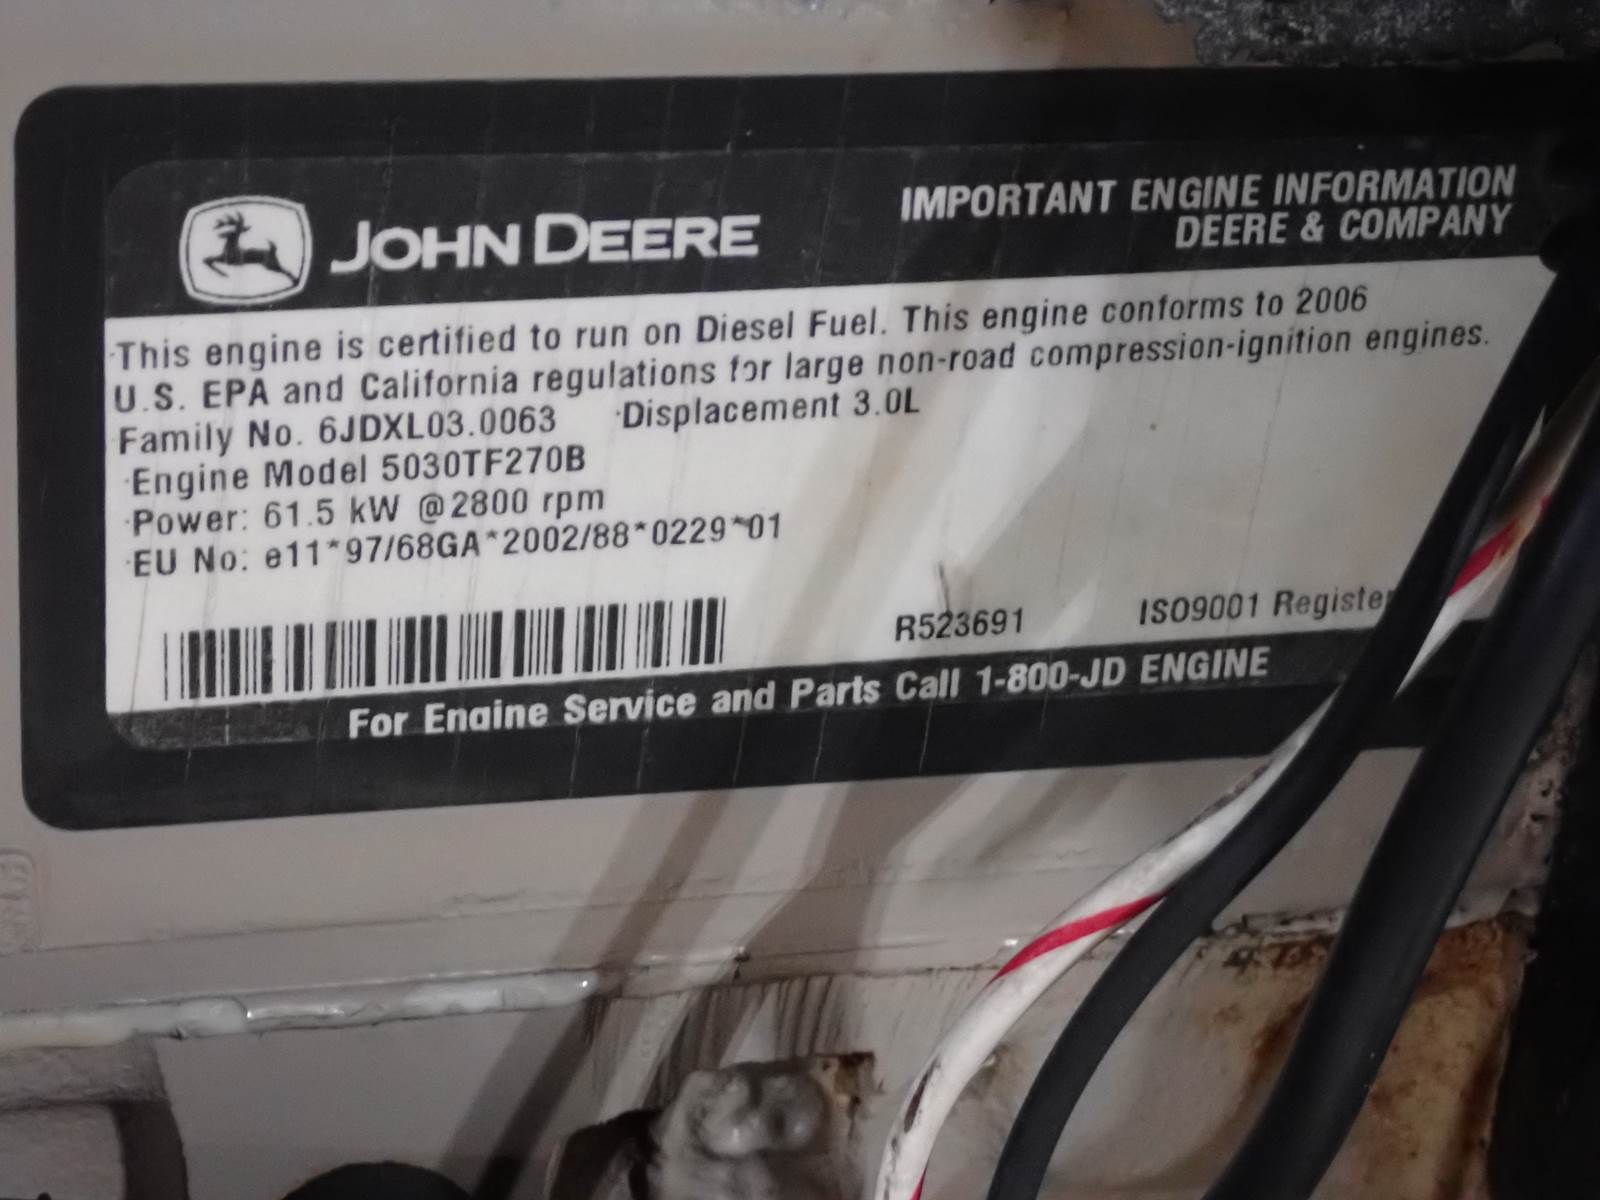 JOHN DEERE
IMPORTANT ENGINE INFORMATION
DEERE & COMPANY
·This engine is certified to run on Diesel Fuel. This engine conforms to 2006
U.S. EPA and California regulations for large non-road compression-ignition engines.
Family No. 6JDXL03.0063 ·Displacement 3.0L
·Engine Model 5030TF270B
·Power: 61.5 kW @2800 rpm
·EU No: e11*97/68GA*2002/88*0229*01
R523691 ISO9001 Register
For Engine Service and Parts Call 1-800-JD ENGINE